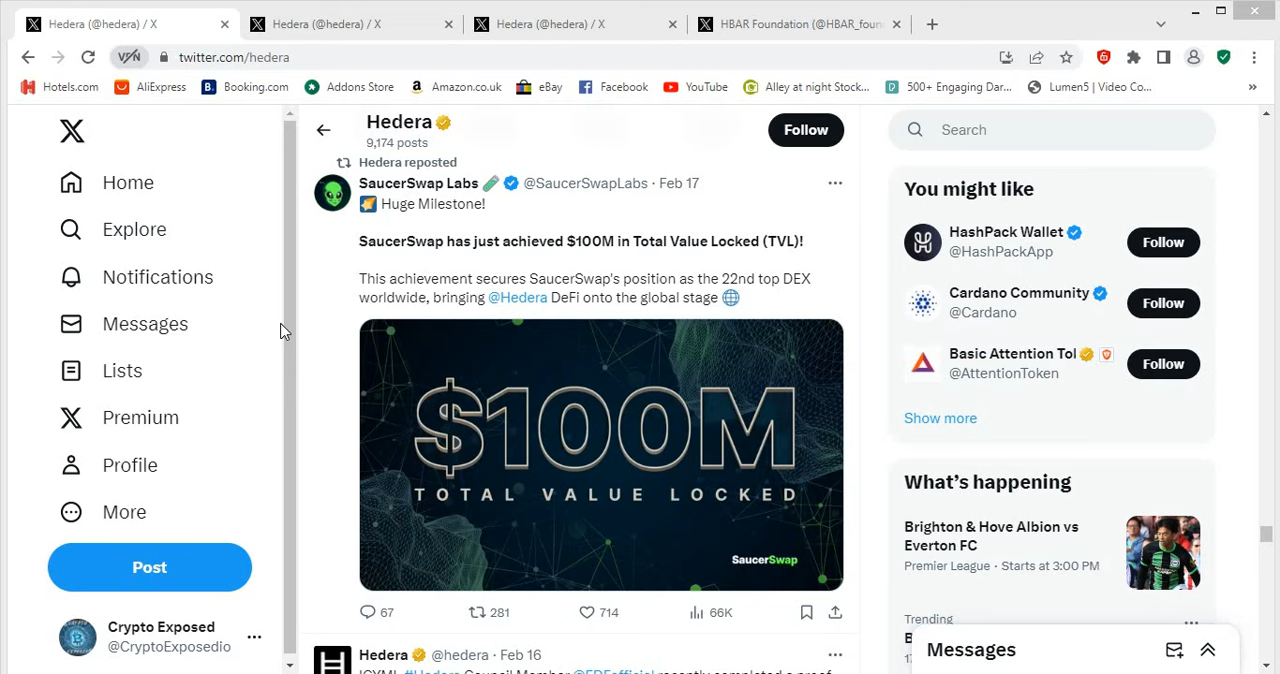 Hedera (@hedera) / X
Hedera (@hedera) / X
Hedera (@hedera) / X
HBAR Foundation (@HBAR_foun
VPN
twitter.com/hedera
Hotels.com
AliExpress
Booking.com
Addons Store
Amazon.co.uk
eBay
Facebook
YouTube
Alley at night Stock...
500+ Engaging Dar...
Lumen5 | Video Co...
Home
Explore
Notifications
Messages
Lists
Premium
Profile
More
Post
Crypto Exposed
@CryptoExposedio
Hedera
9,174 posts
Follow
Hedera reposted
SaucerSwap Labs @SaucerSwapLabs · Feb 17
Huge Milestone!
SaucerSwap has just achieved $100M in Total Value Locked (TVL)!
This achievement secures SaucerSwap's position as the 22nd top DEX
worldwide, bringing @Hedera DeFi onto the global stage
$100M
TOTAL VALUE LOCKED
SaucerSwap
67
281
714
66K
Hedera @hedera · Feb 16
Search
You might like
HashPack Wallet
@HashPackApp
Follow
Cardano Community
@Cardano
Follow
Basic Attention Tol
@AttentionToken
Follow
Show more
What's happening
Brighton & Hove Albion vs
Everton FC
Premier League · Starts at 3:00 PM
Trending
Messages